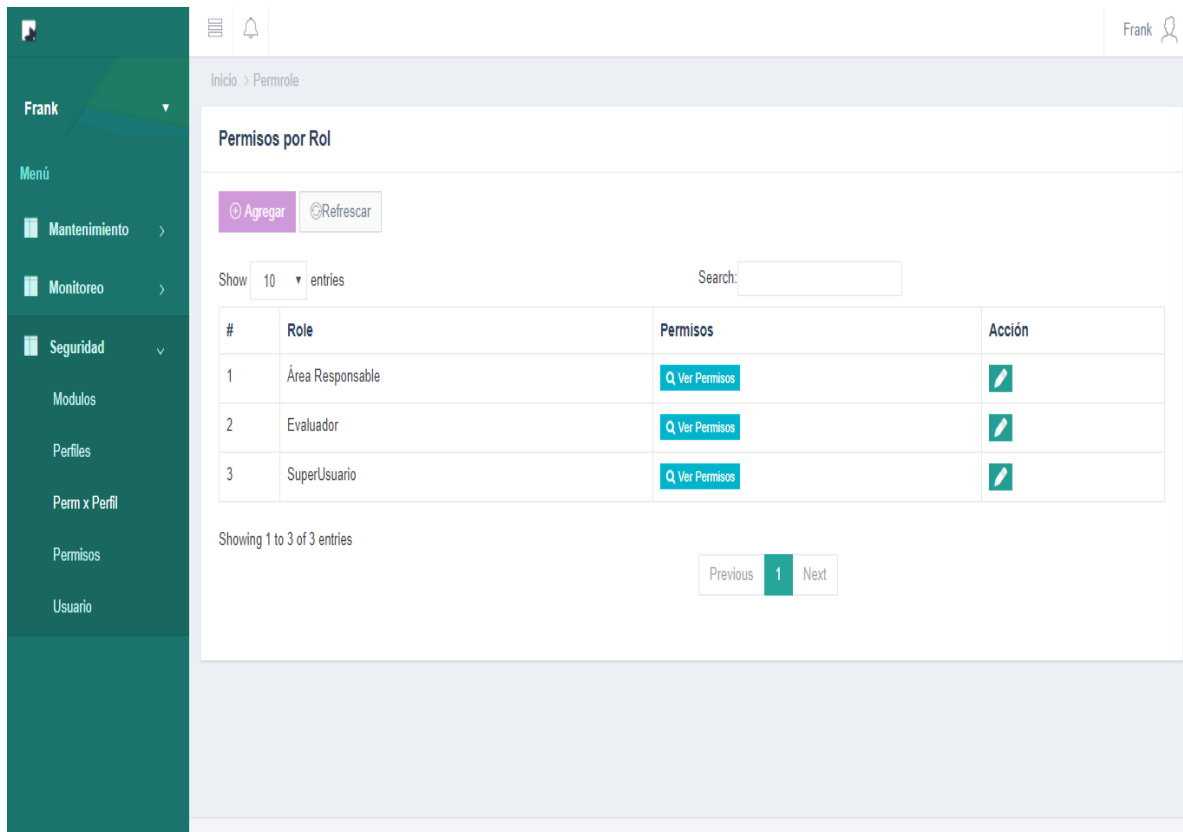 Frank
Inicio > Permrole
Frank
Menú
Mantenimiento
Monitoreo
Seguridad
Modulos
Perfiles
Perm x Perfil
Permisos
Usuario
Permisos por Rol
Agregar
Refrescar
Show 10 entries
Search:
# Role Permisos Acción
1 Área Responsable Ver Permisos
2 Evaluador Ver Permisos
3 SuperUsuario Ver Permisos
Showing 1 to 3 of 3 entries
Previous 1 Next